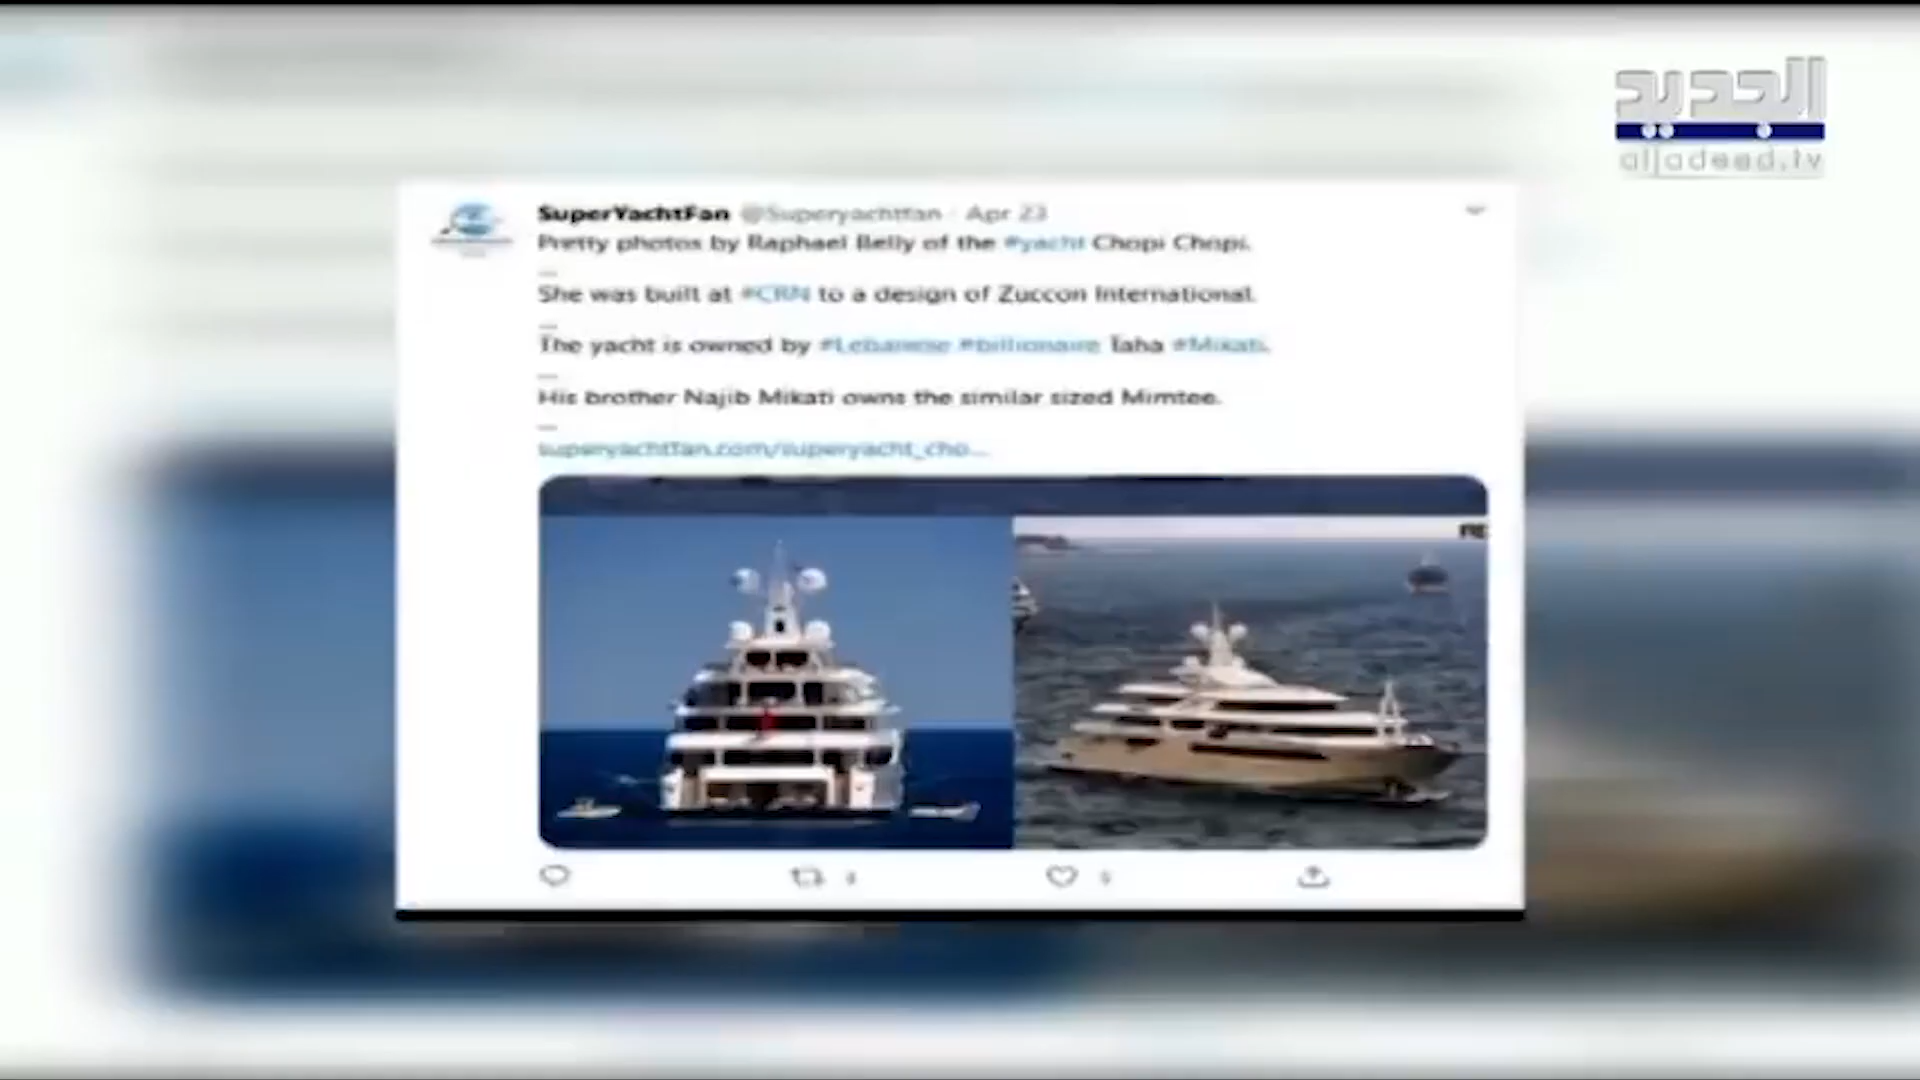 الجديد
aljadeed.tv
SuperYachtFan @Superyachtfan · Apr 23
Pretty photos by Raphael Belly of the #yacht Chopi Chopi.
...
She was built at #CRN to a design of Zuccon International.
...
The yacht is owned by #Lebanese #billionaire Taha #Mikati.
...
His brother Najib Mikati owns the similar sized Mimtee.
...
superyachtfan.com/superyacht_cho...